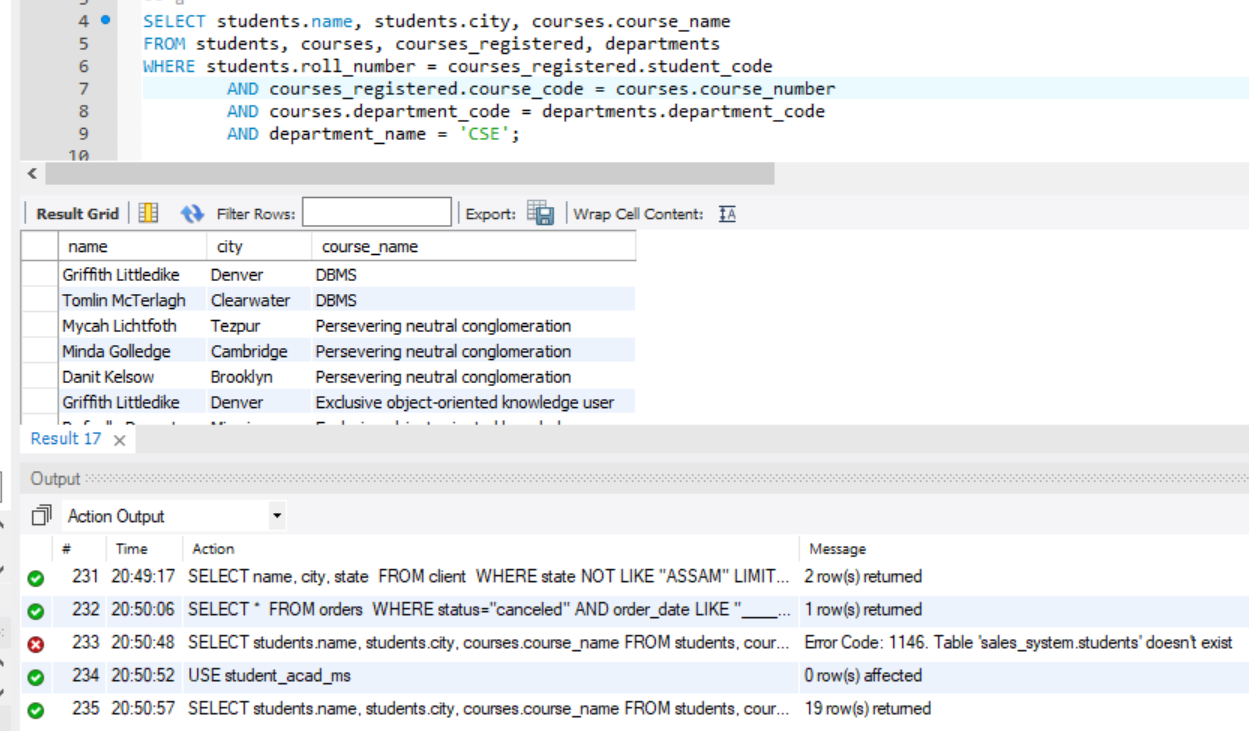 4 SELECT students.name, students.city, courses.course_name
5 FROM students, courses, courses_registered, departments
6 WHERE students.roll_number = courses_registered.student_code
7 AND courses_registered.course_code = courses.course_number
8 AND courses.department_code = departments.department_code
9 AND department_name = 'CSE';
10
Result Grid Filter Rows: Export: Wrap Cell Content:
name city course_name
Griffith Littledike Denver DBMS
Tomlin McTerlagh Clearwater DBMS
Mycah Lichtfoth Tezpur Persevering neutral conglomeration
Minda Golledge Cambridge Persevering neutral conglomeration
Danit Kelsow Brooklyn Persevering neutral conglomeration
Griffith Littledike Denver Exclusive object-oriented knowledge user
Result 17
Output
Action Output
# Time Action Message
231 20:49:17 SELECT name, city, state FROM client WHERE state NOT LIKE "ASSAM" LIMIT... 2 row(s) returned
232 20:50:06 SELECT * FROM orders WHERE status="canceled" AND order_date LIKE "____... 1 row(s) returned
233 20:50:48 SELECT students.name, students.city, courses.course_name FROM students, cour... Error Code: 1146. Table 'sales_system.students' doesn't exist
234 20:50:52 USE student_acad_ms 0 row(s) affected
235 20:50:57 SELECT students.name, students.city, courses.course_name FROM students, cour... 19 row(s) returned